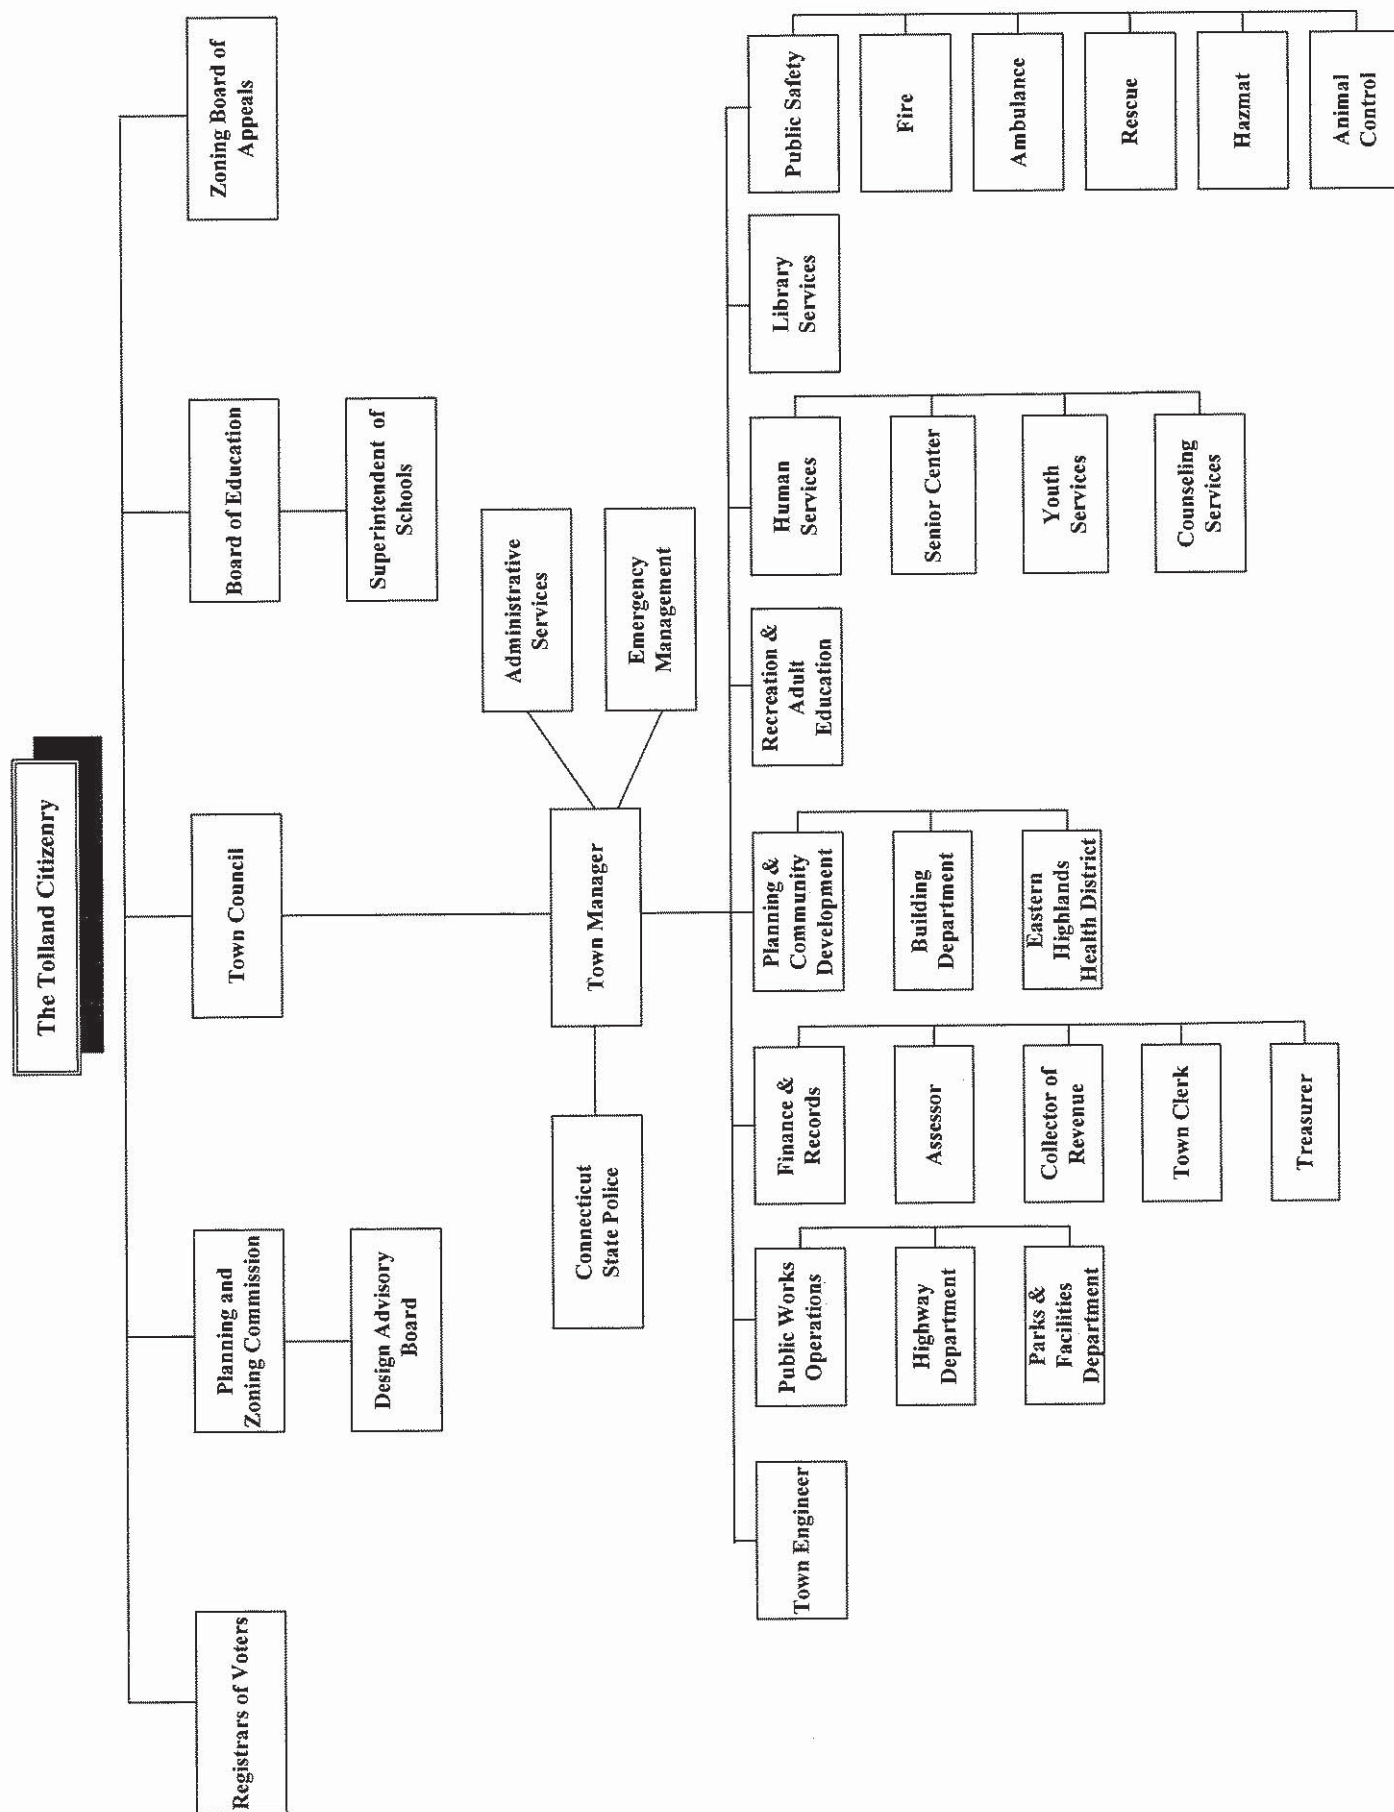 The Tolland Citizenry
Registrars of Voters
Planning and
Zoning Commission
Town Council
Board of Education
Zoning Board of
Appeals
Design Advisory
Board
Superintendent of
Schools
Administrative
Services
Connecticut
State Police
Town Manager
Emergency
Management
Town Engineer
Public Works
Operations
Highway
Department
Parks &
Facilities
Department
Finance &
Records
Assessor
Collector of
Revenue
Town Clerk
Treasurer
Planning &
Community
Development
Building
Department
Eastern
Highlands
Health District
Recreation &
Adult
Education
Human
Services
Senior Center
Youth
Services
Counseling
Services
Library
Services
Public Safety
Fire
Ambulance
Rescue
Hazmat
Animal
Control